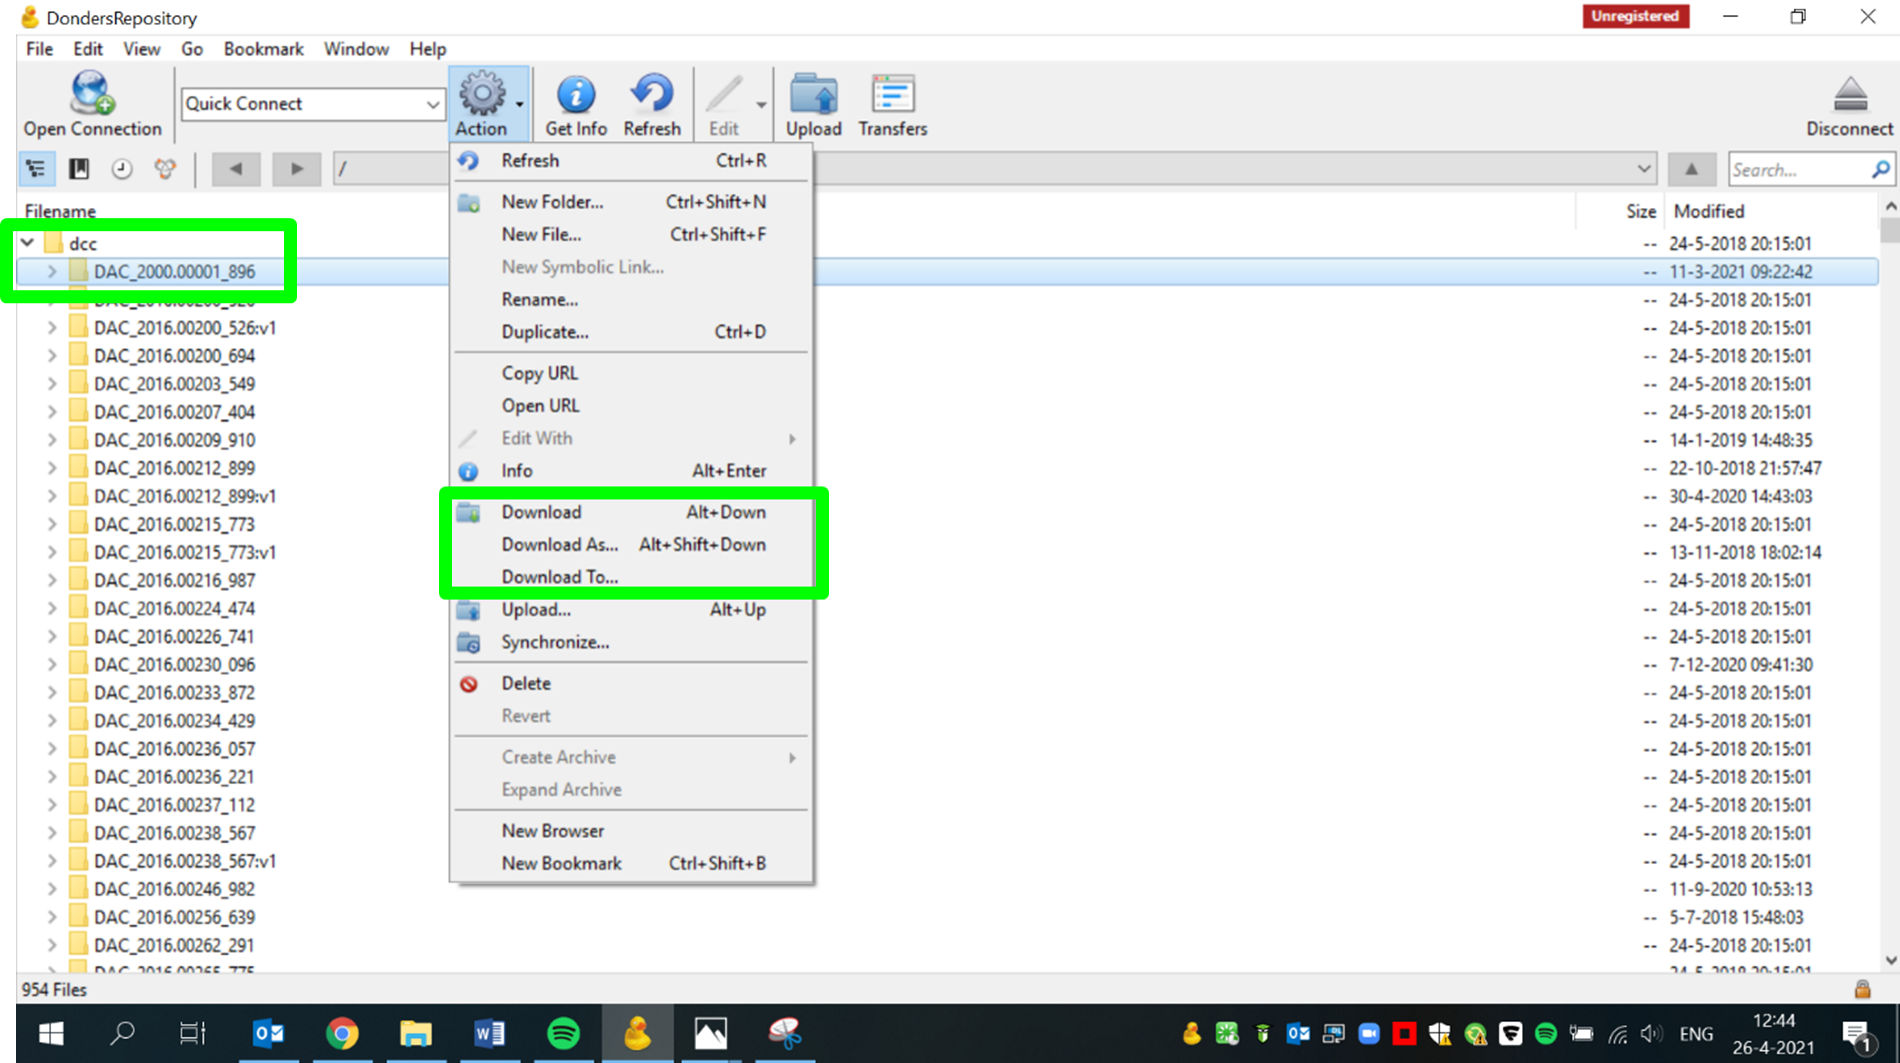 DondersRepository
Unregistered
File Edit View Go Bookmark Window Help
Open Connection
Quick Connect
Action
Get Info
Refresh
Edit
Upload
Transfers
Disconnect
/
Search...
Filename Size Modified
dcc -- 24-5-2018 20:15:01
DAC_2000.00001_896 -- 11-3-2021 09:22:42
-- 24-5-2018 20:15:01
DAC_2016.00200_526:v1 -- 24-5-2018 20:15:01
DAC_2016.00200_694 -- 24-5-2018 20:15:01
DAC_2016.00203_549 -- 24-5-2018 20:15:01
DAC_2016.00207_404 -- 24-5-2018 20:15:01
DAC_2016.00209_910 -- 14-1-2019 14:48:35
DAC_2016.00212_899 -- 22-10-2018 21:57:47
DAC_2016.00212_899:v1 -- 30-4-2020 14:43:03
DAC_2016.00215_773 -- 24-5-2018 20:15:01
DAC_2016.00215_773:v1 -- 13-11-2018 18:02:14
DAC_2016.00216_987 -- 24-5-2018 20:15:01
DAC_2016.00224_474 -- 24-5-2018 20:15:01
DAC_2016.00226_741 -- 24-5-2018 20:15:01
DAC_2016.00230_096 -- 7-12-2020 09:41:30
DAC_2016.00233_872 -- 24-5-2018 20:15:01
DAC_2016.00234_429 -- 24-5-2018 20:15:01
DAC_2016.00236_057 -- 24-5-2018 20:15:01
DAC_2016.00236_221 -- 24-5-2018 20:15:01
DAC_2016.00237_112 -- 24-5-2018 20:15:01
DAC_2016.00238_567 -- 24-5-2018 20:15:01
DAC_2016.00238_567:v1 -- 24-5-2018 20:15:01
DAC_2016.00246_982 -- 11-9-2020 10:53:13
DAC_2016.00256_639 -- 5-7-2018 15:48:03
DAC_2016.00262_291 -- 24-5-2018 20:15:01
Refresh Ctrl+R
New Folder... Ctrl+Shift+N
New File... Ctrl+Shift+F
New Symbolic Link...
Rename...
Duplicate... Ctrl+D
Copy URL
Open URL
Edit With
Info Alt+Enter
Download Alt+Down
Download As... Alt+Shift+Down
Download To...
Upload... Alt+Up
Synchronize...
Delete
Revert
Create Archive
Expand Archive
New Browser
New Bookmark Ctrl+Shift+B
954 Files
ENG
12:44
26-4-2021
1